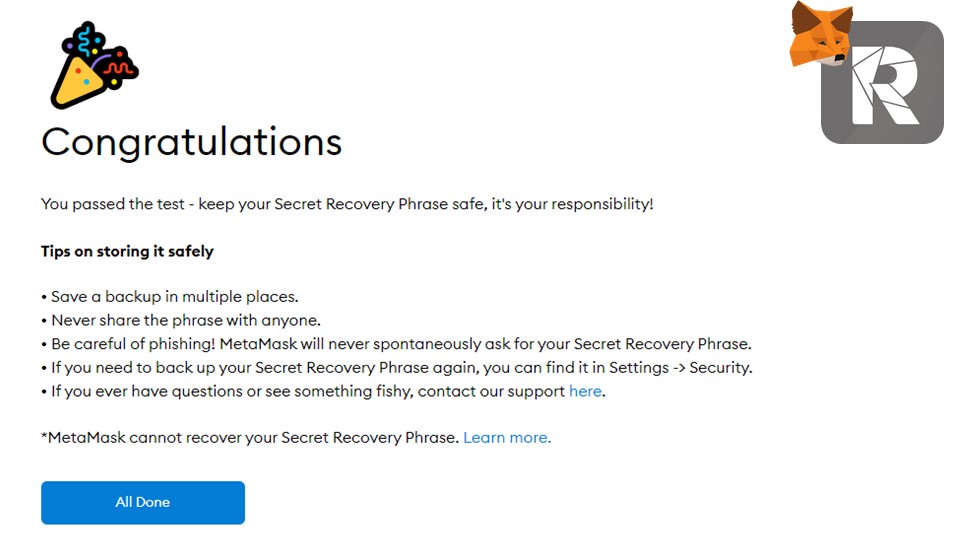 Congratulations
You passed the test - keep your Secret Recovery Phrase safe, it's your responsibility!
Tips on storing it safely
• Save a backup in multiple places.
• Never share the phrase with anyone.
• Be careful of phishing! MetaMask will never spontaneously ask for your Secret Recovery Phrase.
• If you need to back up your Secret Recovery Phrase again, you can find it in Settings -> Security.
• If you ever have questions or see something fishy, contact our support here.
*MetaMask cannot recover your Secret Recovery Phrase. Learn more.
All Done
R